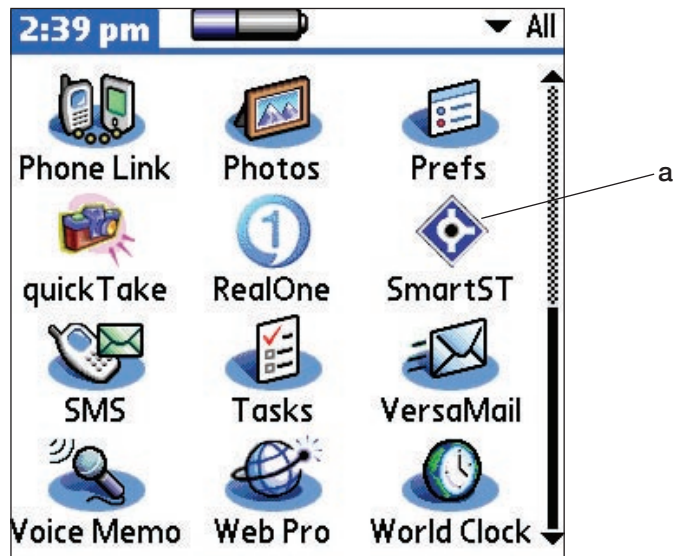 2:39 pm All
Phone Link Photos Prefs
a
quickTake RealOne SmartST
SMS Tasks VersaMail
Voice Memo Web Pro World Clock